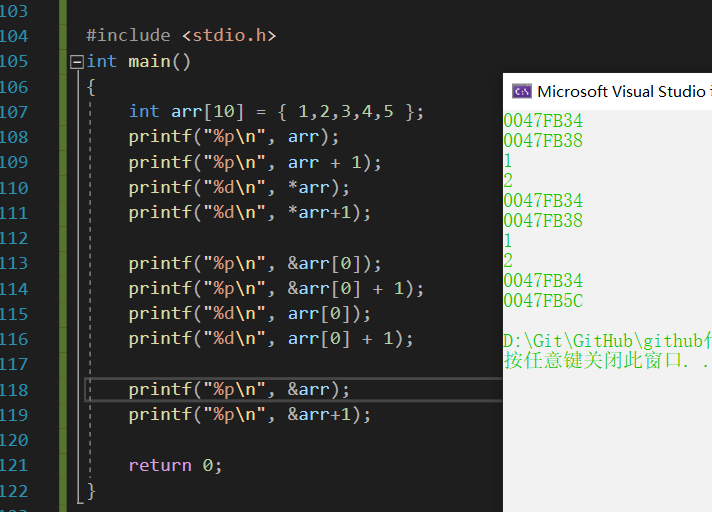 103
104 #include <stdio.h>
105 int main()
106 {
107 int arr[10] = { 1,2,3,4,5 };
108 printf("%p\n", arr);
109 printf("%p\n", arr + 1);
110 printf("%d\n", *arr);
111 printf("%d\n", *arr+1);
112
113 printf("%p\n", &arr[0]);
114 printf("%p\n", &arr[0] + 1);
115 printf("%d\n", arr[0]);
116 printf("%d\n", arr[0] + 1);
117
118 printf("%p\n", &arr);
119 printf("%p\n", &arr+1);
120
121 return 0;
122 }
Microsoft Visual Studio
0047FB34
0047FB38
1
2
0047FB34
0047FB38
1
2
0047FB34
0047FB5C
D:\Git\GitHub\github
按任意键关闭此窗口. . .